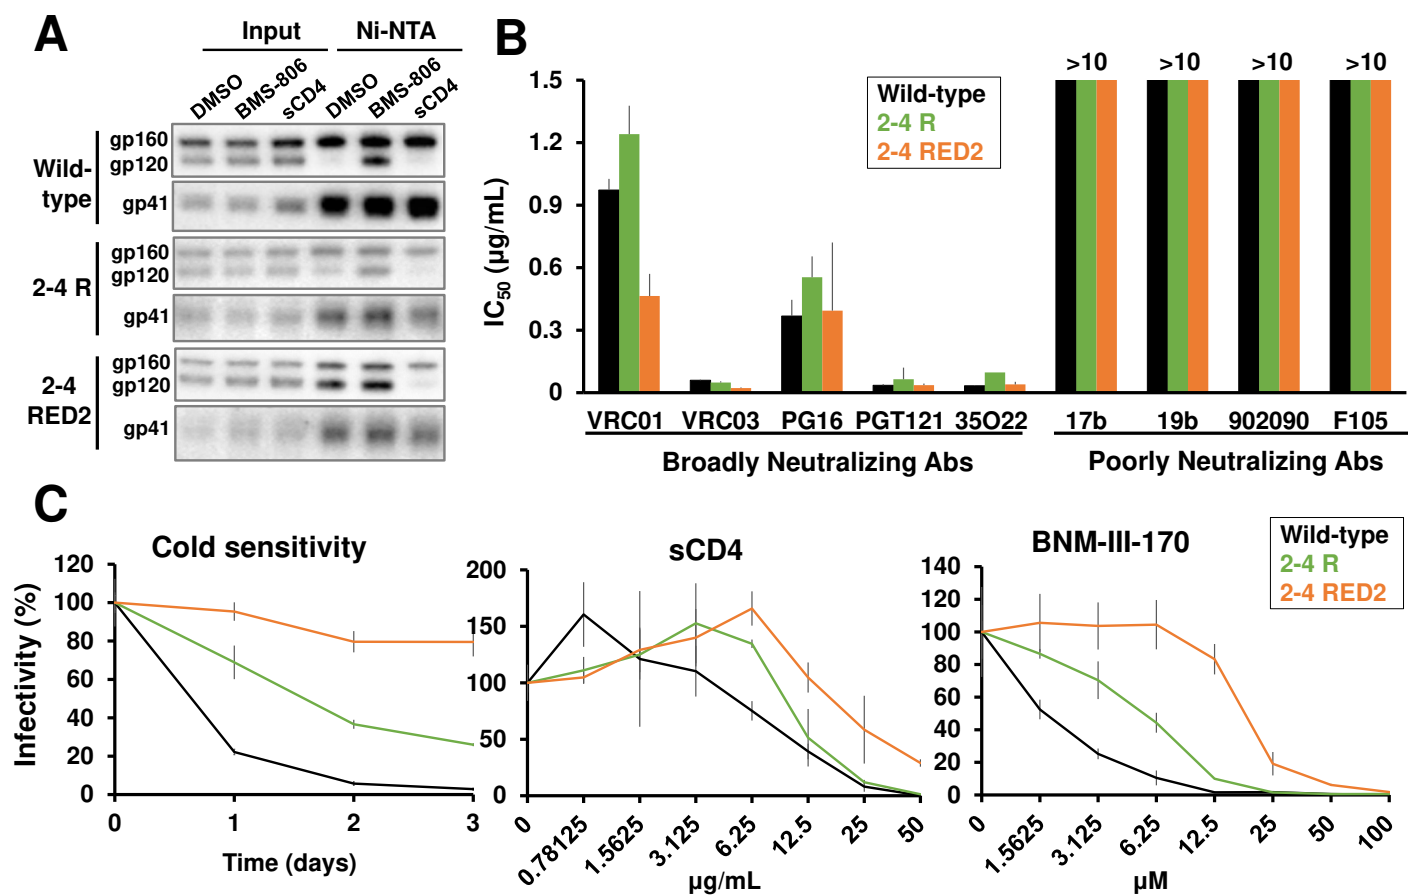 A
Input
Ni-NTA
DMSO
BMS-806
sCD4
DMSO
BMS-806
sCD4
Wild-
type
gp160
gp120
gp41
2-4 R
gp160
gp120
gp41
2-4
RED2
gp160
gp120
gp41
B
IC50 (µg/mL)
1.5
1.2
0.9
0.6
0.3
0
Wild-type
2-4 R
2-4 RED2
>10
>10
>10
>10
VRC01
VRC03
PG16
PGT121
35O22
17b
19b
902090
F105
Broadly Neutralizing Abs
Poorly Neutralizing Abs
C
Cold sensitivity
Infectivity (%)
120
100
80
60
40
20
0
0
1
2
3
Time (days)
sCD4
200
150
100
50
0
0
0.78125
1.5625
3.125
6.25
12.5
25
50
µg/mL
BNM-III-170
140
120
100
80
60
40
20
0
0
1.5625
3.125
6.25
12.5
25
50
100
µM
Wild-type
2-4 R
2-4 RED2